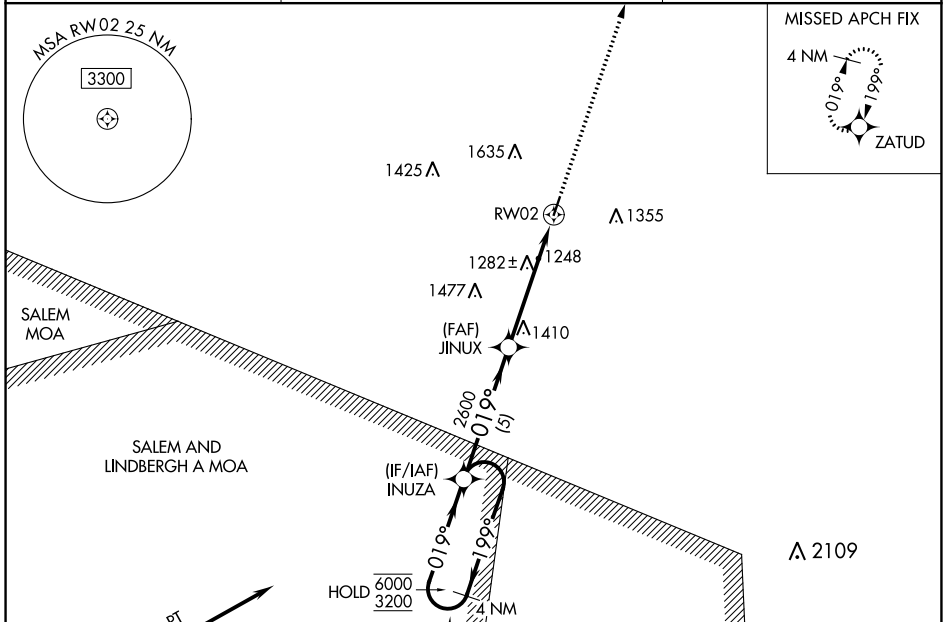 MSA RW02 25 NM
3300
MISSED APCH FIX
4 NM
019°
199°
ZATUD
1635
1425
RW02
1355
1282±
1248
1477
(FAF)
JINUX
1410
SALEM
MOA
2600
019°
(5)
SALEM AND
LINDBERGH A MOA
(IF/IAF)
INUZA
019°
199°
2109
HOLD 6000
3200
4 NM
PT